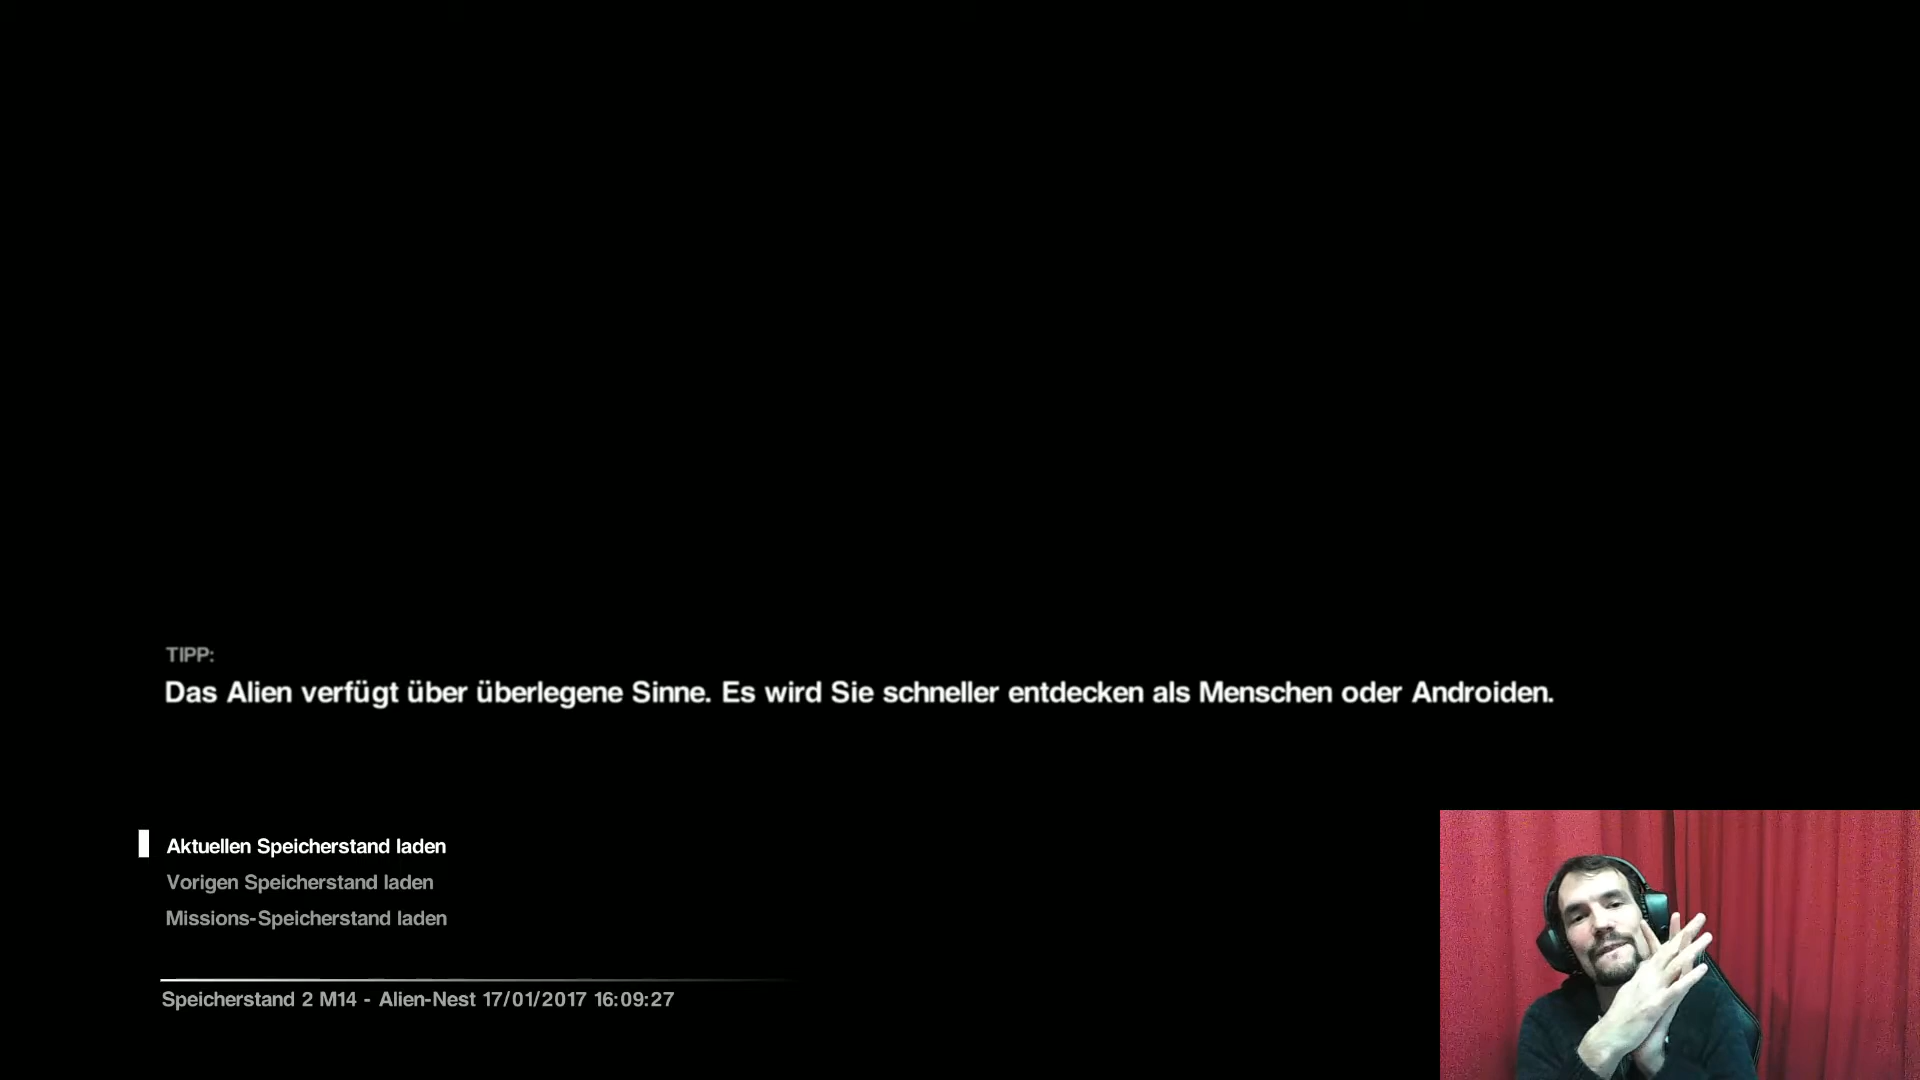 TIPP:
Das Alien verfügt über überlegene Sinne. Es wird Sie schneller entdecken als Menschen oder Androiden.
Aktuellen Speicherstand laden
Vorigen Speicherstand laden
Missions-Speicherstand laden
Speicherstand 2 M14 - Alien-Nest 17/01/2017 16:09:27